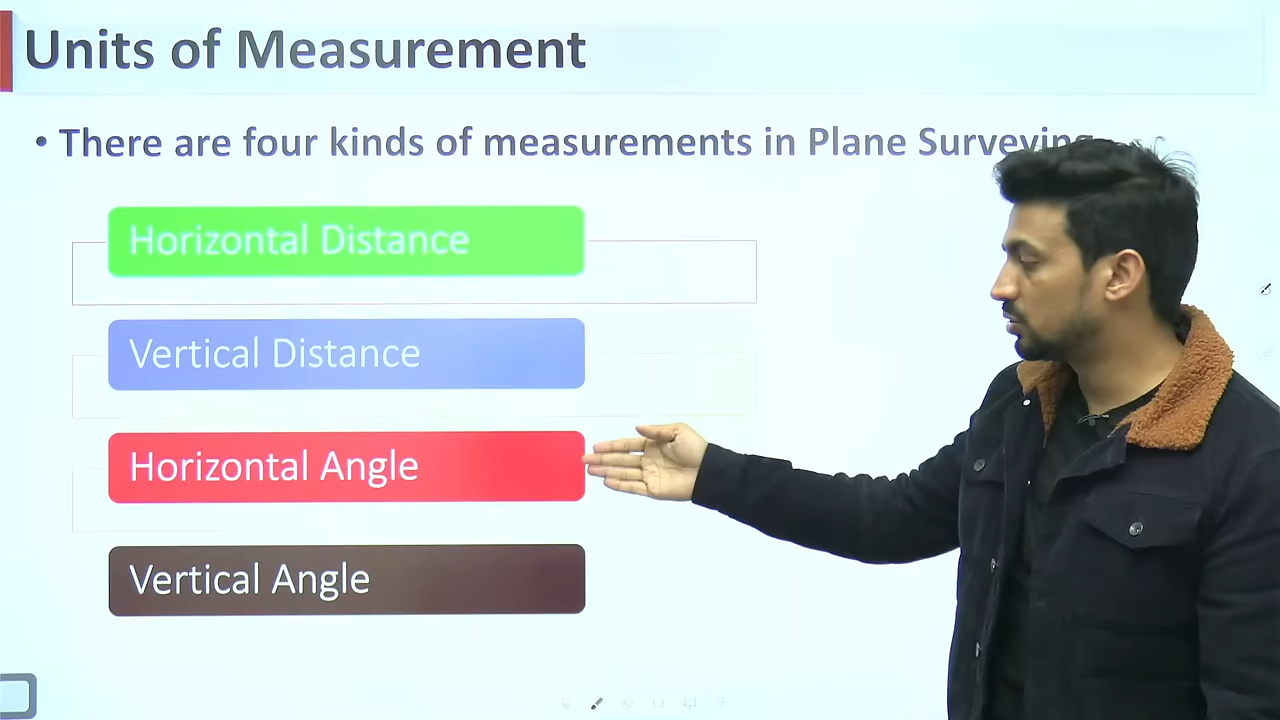 Units of Measurement
• There are four kinds of measurements in Plane Surveying
Horizontal Distance
Vertical Distance
Horizontal Angle
Vertical Angle